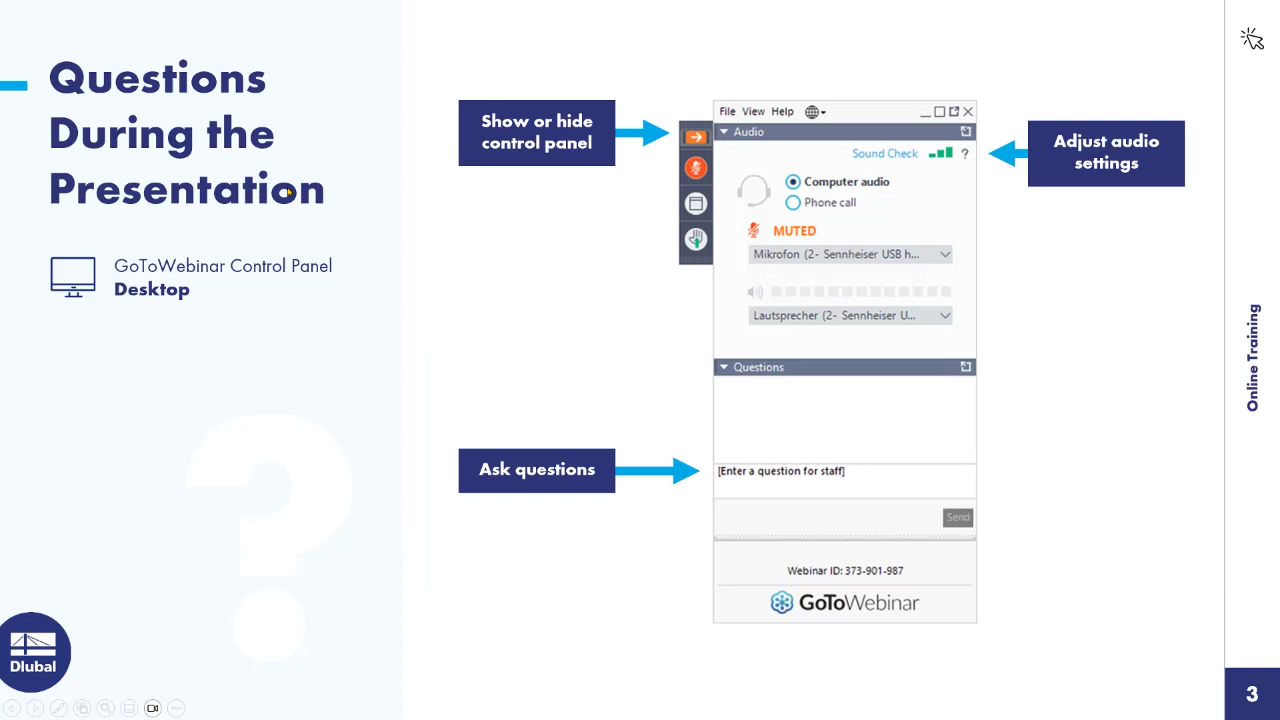 Questions
During the
Presentation
GoToWebinar Control Panel
Desktop
Dlubal
Show or hide
control panel
Ask questions
File View Help
Audio
Sound Check ?
Computer audio
Phone call
MUTED
Mikrofon (2- Sennheiser USB h...
Lautsprecher (2- Sennheiser U...
Questions
[Enter a question for staff]
Send
Webinar ID: 373-901-987
GoToWebinar
Adjust audio
settings
Online Training
3